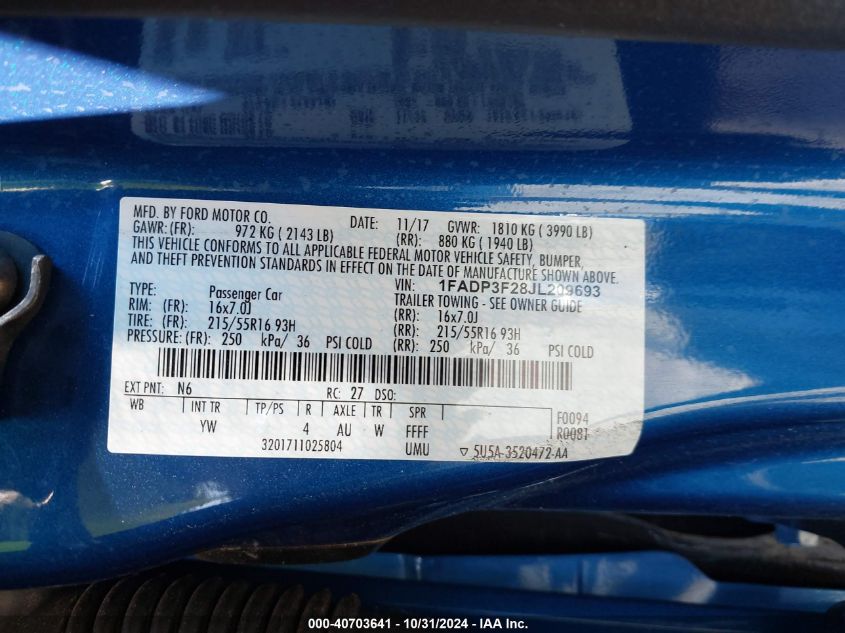 MFD. BY FORD MOTOR CO.
DATE: 11/17 GVWR: 1810 KG ( 3990 LB)
GAWR: (FR): 972 KG ( 2143 LB) (RR): 880 KG ( 1940 LB)
THIS VEHICLE CONFORMS TO ALL APPLICABLE FEDERAL MOTOR VEHICLE SAFETY, BUMPER,
AND THEFT PREVENTION STANDARDS IN EFFECT ON THE DATE OF MANUFACTURE SHOWN ABOVE.
VIN: 1FADP3F28JL209693
TYPE: Passenger Car TRAILER TOWING - SEE OWNER GUIDE
RIM: (FR): 16x7.0J (RR): 16x7.0J
TIRE: (FR): 215/55R16 93H (RR): 215/55R16 93H
PRESSURE: (FR): 250 kPa/ 36 PSI COLD (RR): 250 kPa/ 36 PSI COLD
EXT PNT: N6 RC: 27 DSO:
WB INT TR TP/PS R AXLE TR SPR F0094
YW 4 AU W FFFF R0081
3201711025804 UMU ▽ 5U5A-3520472-AA
000-40703641 - 10/31/2024 - IAA Inc.